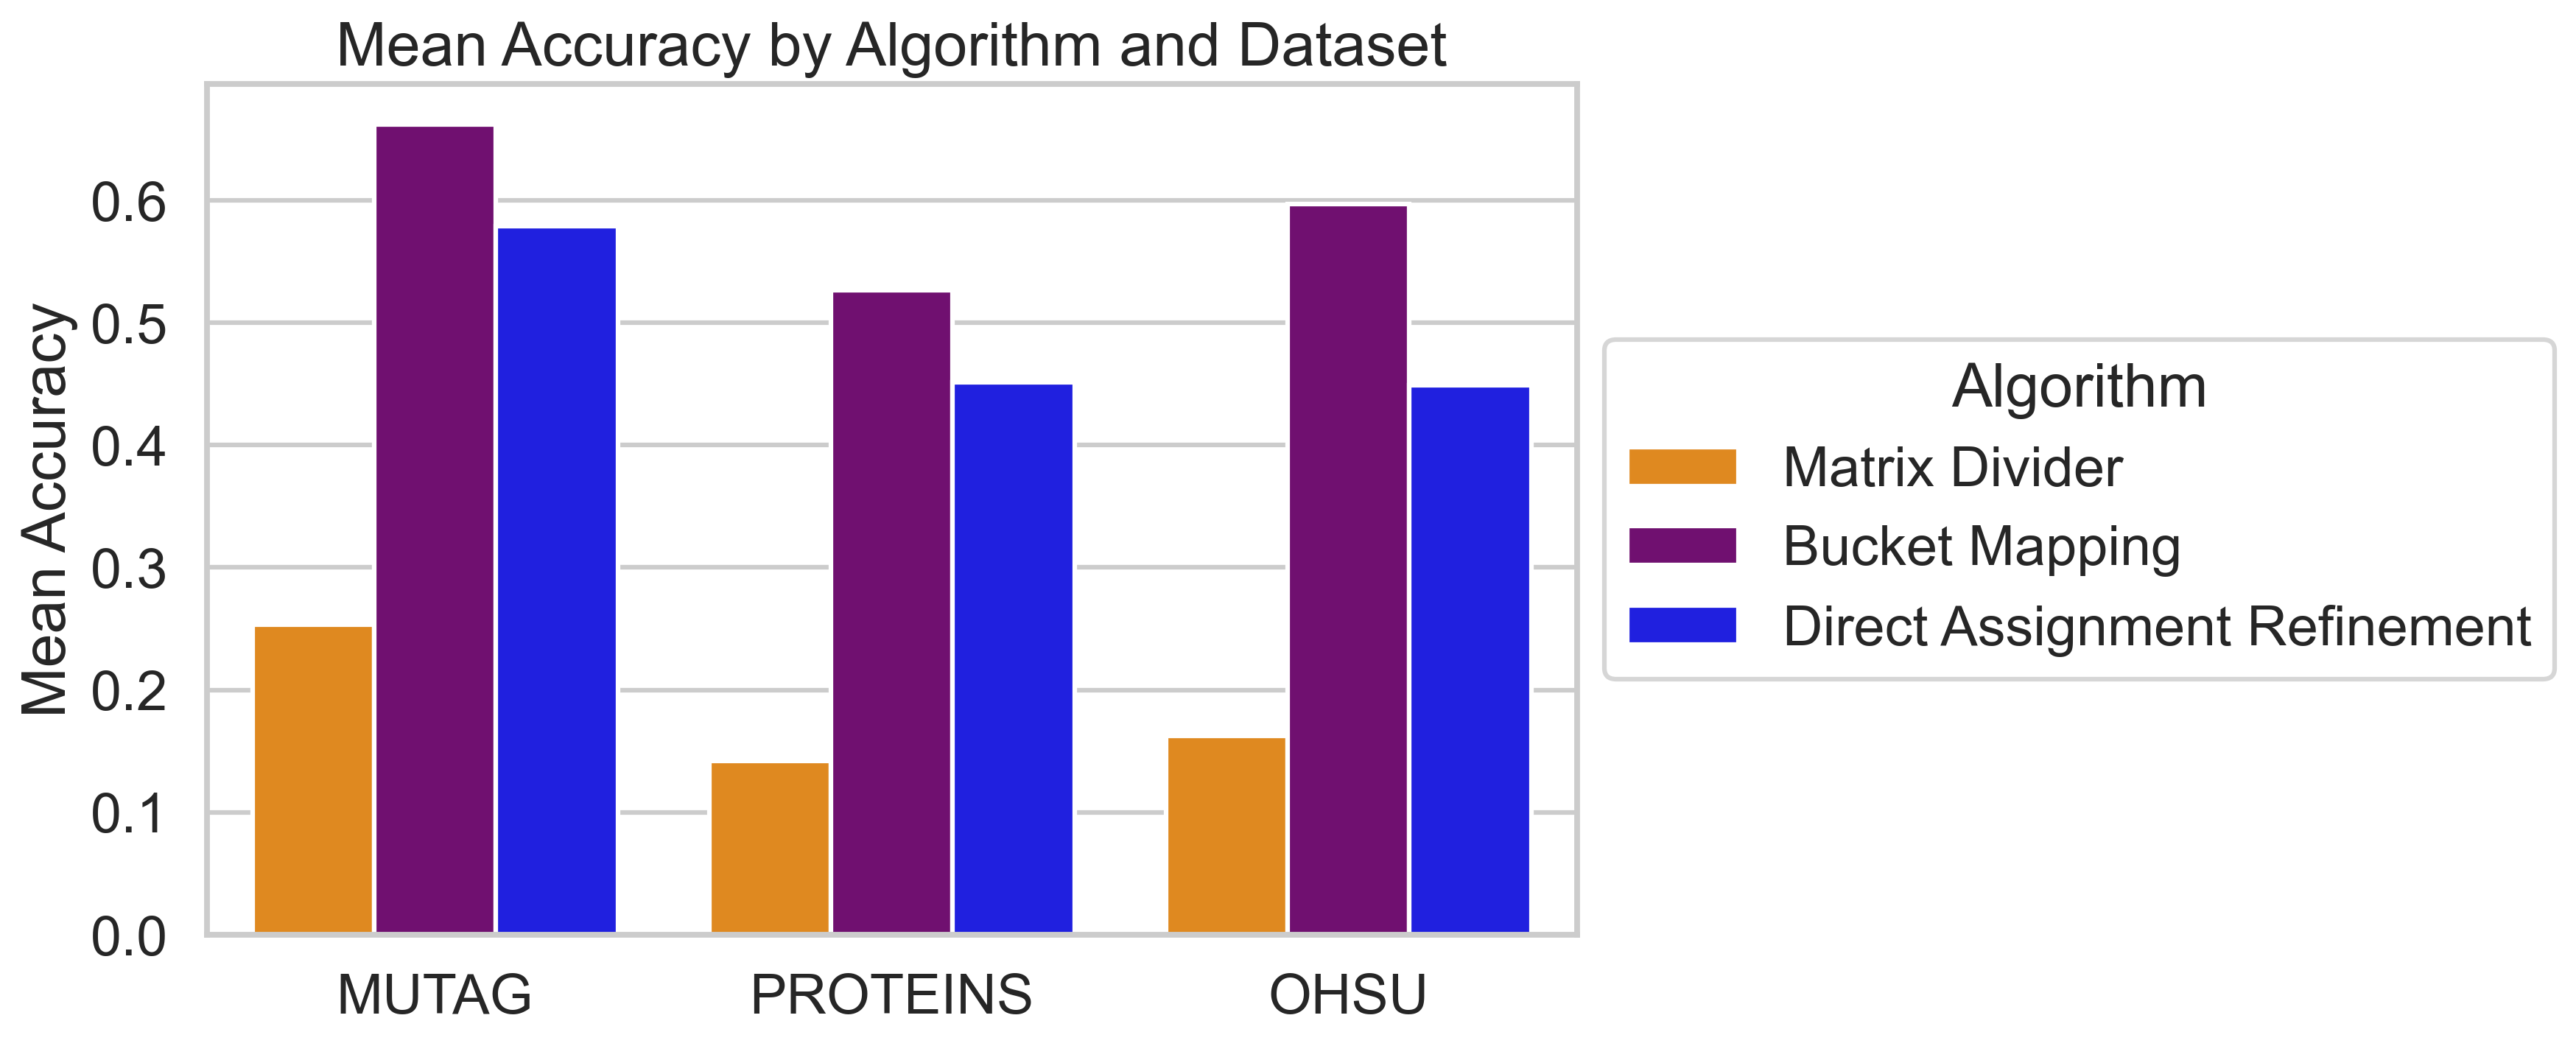 Mean Accuracy by Algorithm and Dataset
Mean Accuracy
0.6
0.5
0.4
0.3
0.2
0.1
0.0
MUTAG
PROTEINS
OHSU
Algorithm
Matrix Divider
Bucket Mapping
Direct Assignment Refinement